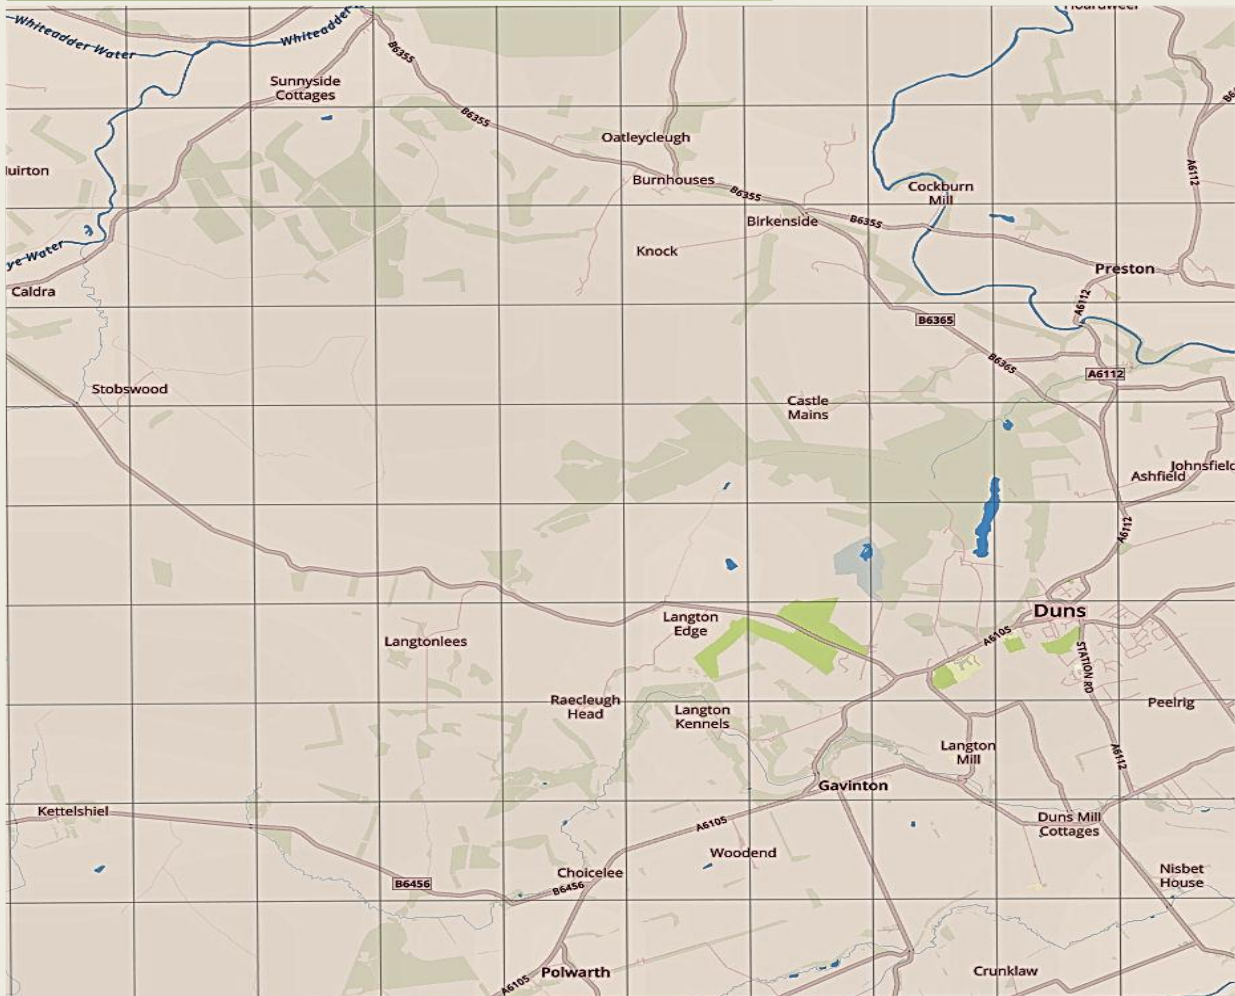 Whiteadder Water
Whiteadder
B6355
Sunnyside
Cottages
B6355
Oatleycleugh
Burnhouses
B6355
Cockburn
Mill
A6112
Birkenside
B6355
Knock
Preston
Caldra
A6112
B6365
B6365
A6112
Stobswood
Castle
Mains
Johnsfield
Ashfield
A6112
Duns
Langton
Edge
A6105
Langtonlees
STATION RD
Raecleugh
Head
Langton
Kennels
Peelrig
Langton
Mill
A6112
Gavinton
Kettelshiel
A6105
Duns Mill
Cottages
Woodend
Choicelee
Nisbet
House
B6456
B6456
Polwarth
Crunklaw
A6105